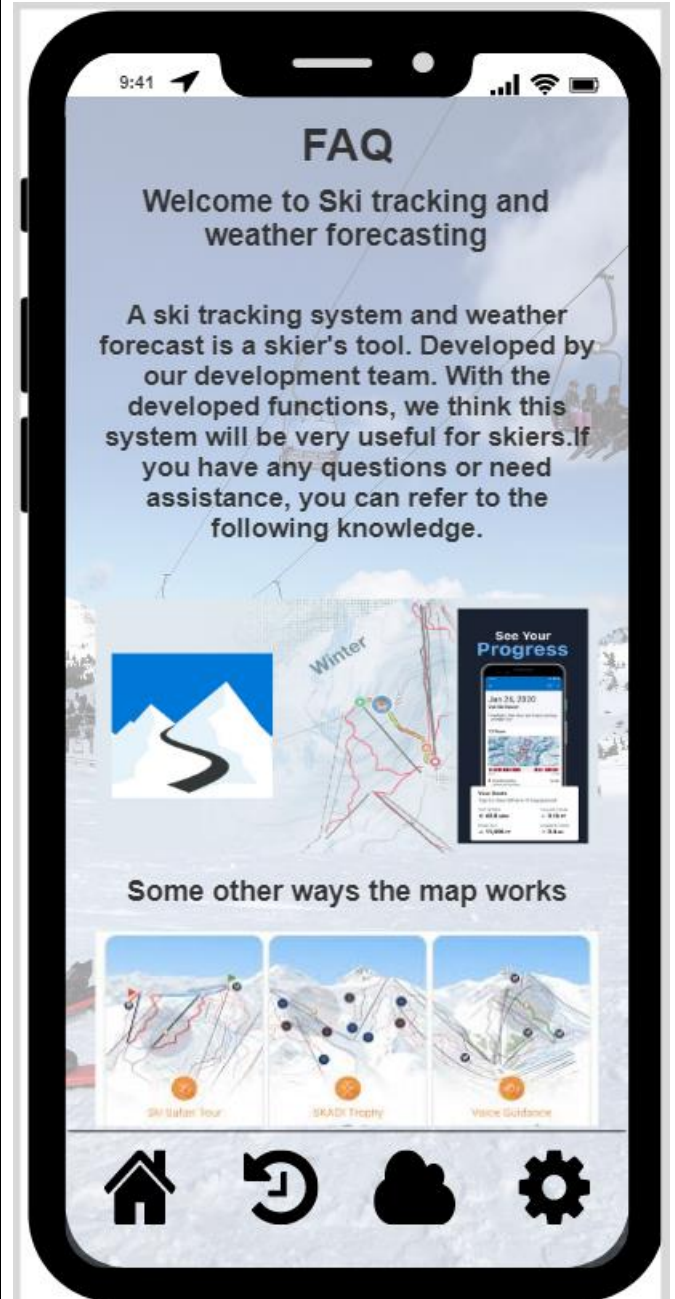 9:41
FAQ
Welcome to Ski tracking and
weather forecasting
A ski tracking system and weather
forecast is a skier's tool. Developed by
our development team. With the
developed functions, we think this
system will be very useful for skiers.If
you have any questions or need
assistance, you can refer to the
following knowledge.
Winter
See Your
Progress
Jan 26, 2020
Some other ways the map works
Ski Safari Tour
SKADI Trophy
Voice Guidance